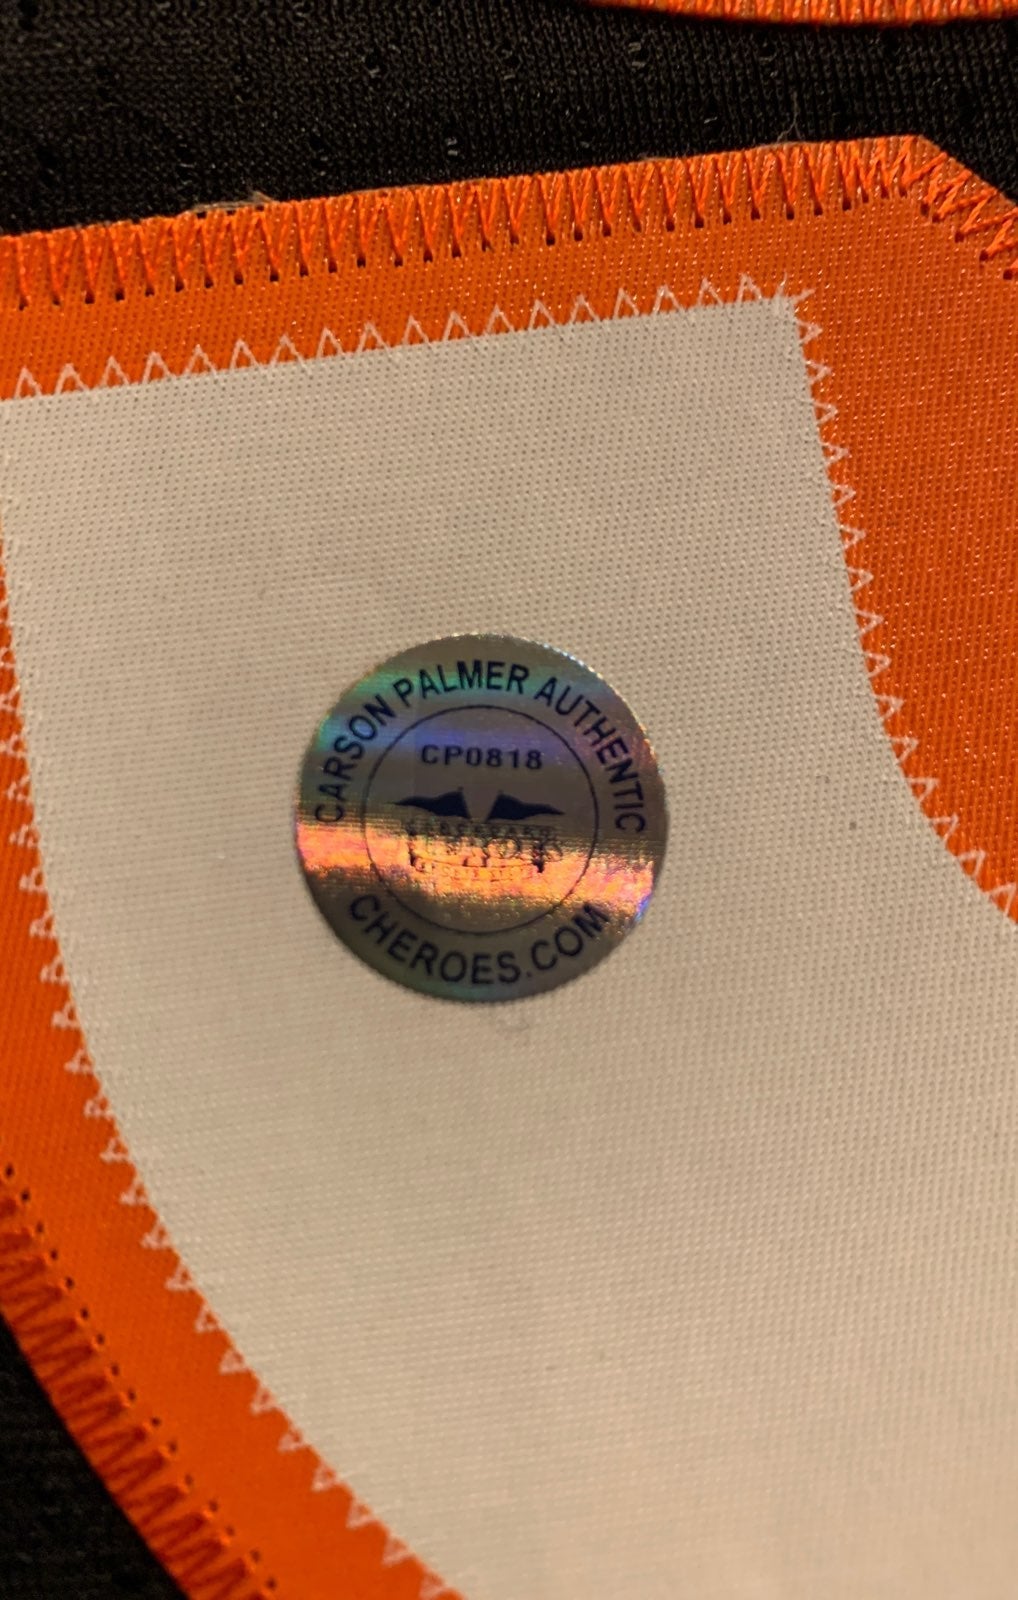 CARSON PALMER AUTHENTIC
CP0818
CHEROES.COM